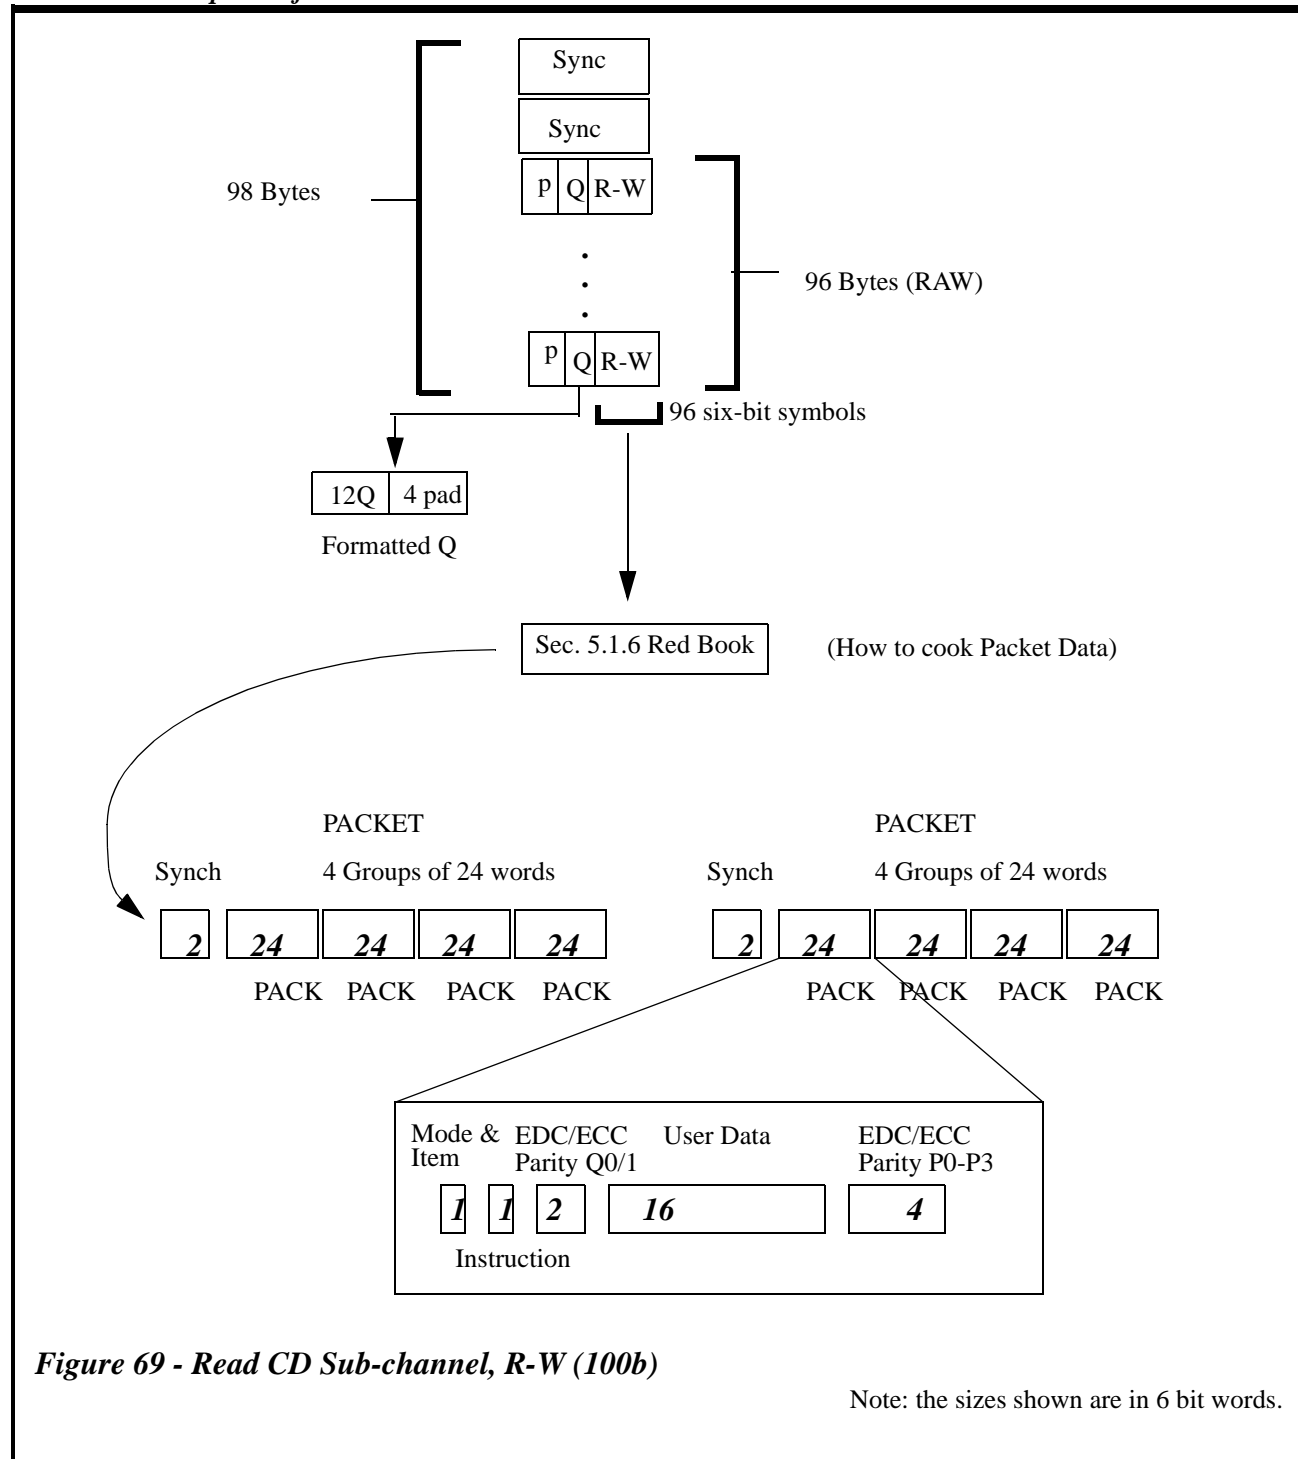 Sync
Sync
p Q R-W
98 Bytes
.
.
.
96 Bytes (RAW)
p Q R-W
96 six-bit symbols
12Q 4 pad
Formatted Q
Sec. 5.1.6 Red Book (How to cook Packet Data)
PACKET PACKET
Synch 4 Groups of 24 words Synch 4 Groups of 24 words
2 24 24 24 24 2 24 24 24 24
PACK PACK PACK PACK PACK PACK PACK PACK
Mode & EDC/ECC User Data EDC/ECC
Item Parity Q0/1 Parity P0-P3
1 1 2 16 4
Instruction
Figure 69 - Read CD Sub-channel, R-W (100b)
Note: the sizes shown are in 6 bit words.